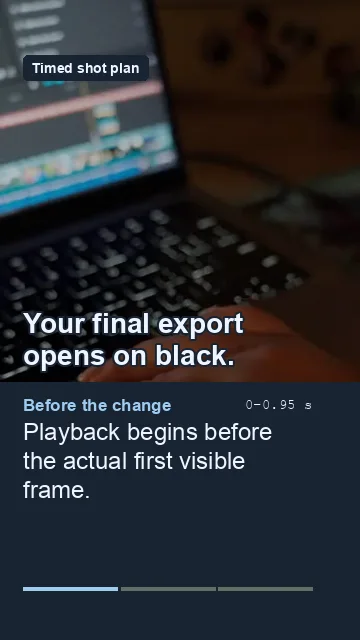 Timed shot plan
Your final export
opens on black.
Before the change
0–0.95 s
Playback begins before
the actual first visible
frame.